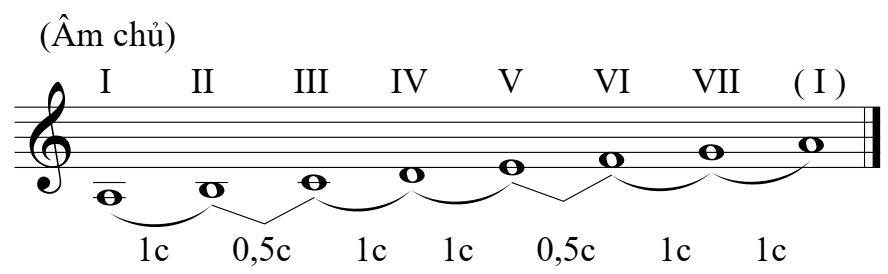 (Âm chủ)
I II III IV V VI VII ( I )
1c 0,5c 1c 1c 0,5c 1c 1c